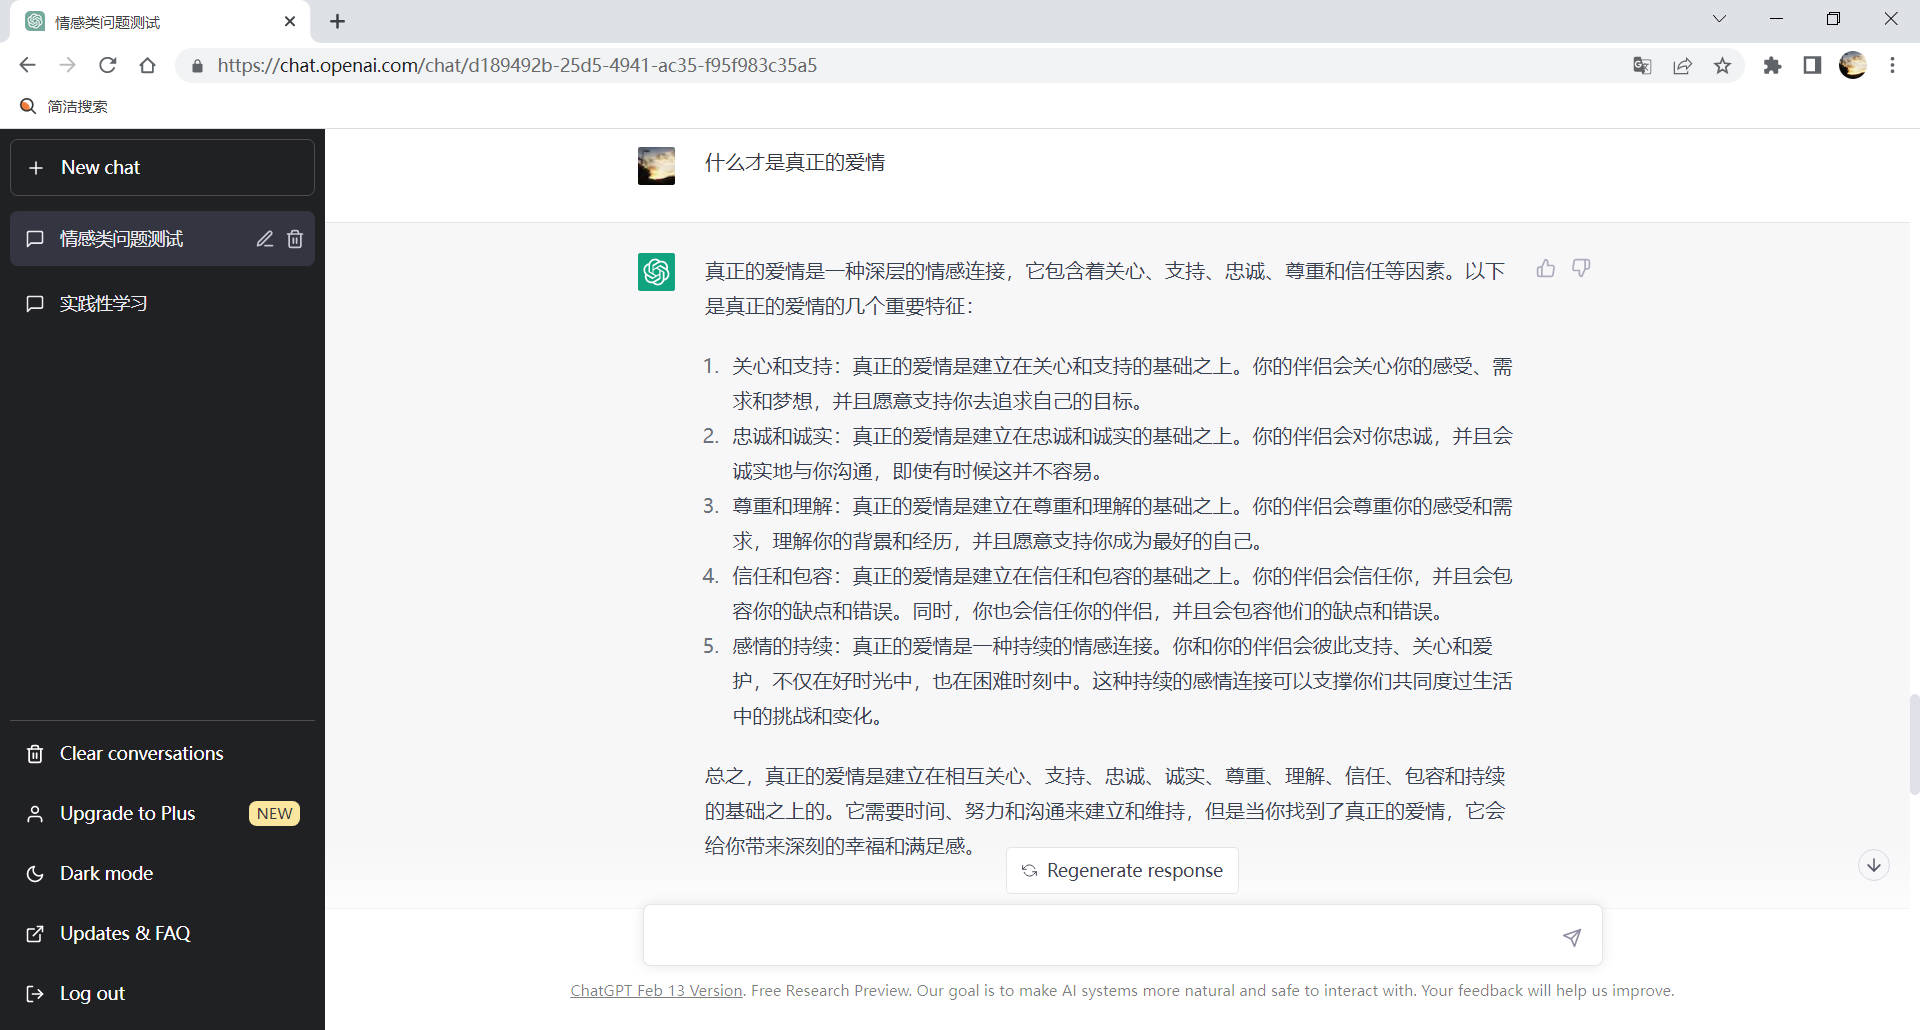 情感类问题测试
https://chat.openai.com/chat/d189492b-25d5-4941-ac35-f95f983c35a5
简洁搜索
New chat
情感类问题测试
实践性学习
Clear conversations
Upgrade to Plus NEW
Dark mode
Updates & FAQ
Log out
什么才是真正的爱情
真正的爱情是一种深层的情感连接，它包含着关心、支持、忠诚、尊重和信任等因素。以下
是真正的爱情的几个重要特征：
1. 关心和支持：真正的爱情是建立在关心和支持的基础之上。你的伴侣会关心你的感受、需
求和梦想，并且愿意支持你去追求自己的目标。
2. 忠诚和诚实：真正的爱情是建立在忠诚和诚实的基础之上。你的伴侣会对你忠诚，并且会
诚实地与你沟通，即使有时候这并不容易。
3. 尊重和理解：真正的爱情是建立在尊重和理解的基础之上。你的伴侣会尊重你的感受和需
求，理解你的背景和经历，并且愿意支持你成为最好的自己。
4. 信任和包容：真正的爱情是建立在信任和包容的基础之上。你的伴侣会信任你，并且会包
容你的缺点和错误。同时，你也会信任你的伴侣，并且会包容他们的缺点和错误。
5. 感情的持续：真正的爱情是一种持续的情感连接。你和你的伴侣会彼此支持、关心和爱
护，不仅在好时光中，也在困难时刻中。这种持续的感情连接可以支撑你们共同度过生活
中的挑战和变化。
总之，真正的爱情是建立在相互关心、支持、忠诚、诚实、尊重、理解、信任、包容和持续
的基础之上的。它需要时间、努力和沟通来建立和维持，但是当你找到了真正的爱情，它会
给你带来深刻的幸福和满足感。
Regenerate response
ChatGPT Feb 13 Version. Free Research Preview. Our goal is to make AI systems more natural and safe to interact with. Your feedback will help us improve.